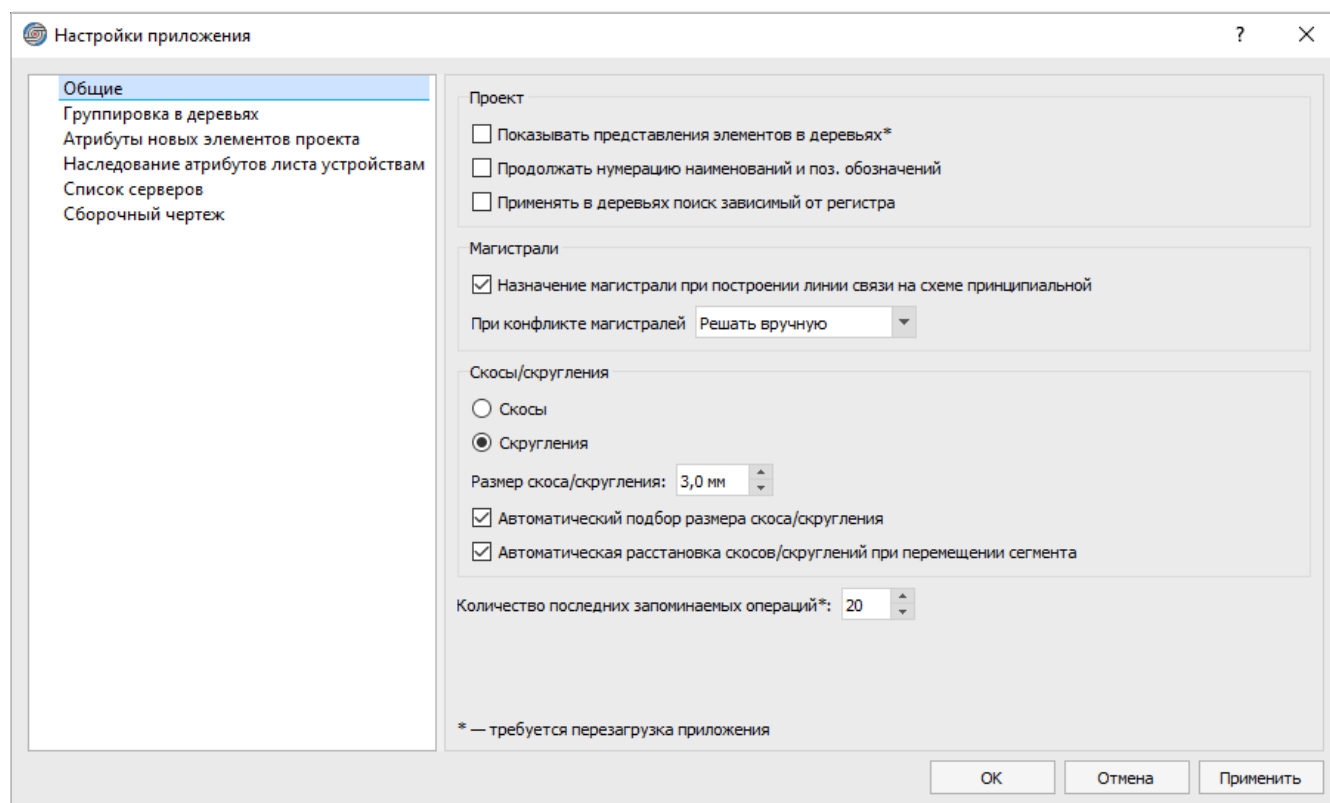 Настройки приложения
?
Общие
Группировка в деревьях
Атрибуты новых элементов проекта
Наследование атрибутов листа устройствам
Список серверов
Сборочный чертеж
Проект
Показывать представления элементов в деревьях*
Продолжать нумерацию наименований и поз. обозначений
Применять в деревьях поиск зависимый от регистра
Магистрали
Назначение магистрали при построении линии связи на схеме принципиальной
При конфликте магистралей Решать вручную
Скосы/скругления
Скосы
Скругления
Размер скоса/скругления: 3,0 мм
Автоматический подбор размера скоса/скругления
Автоматическая расстановка скосов/скруглений при перемещении сегмента
Количество последних запоминаемых операций*: 20
* — требуется перезагрузка приложения
OK Отмена Применить